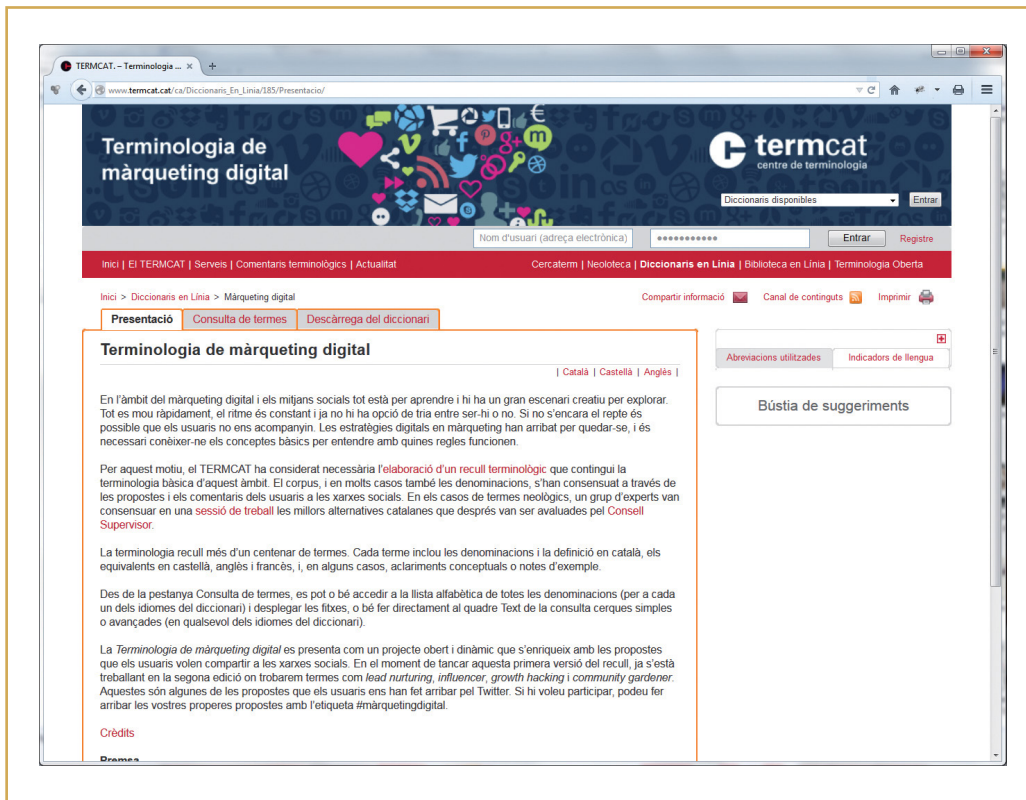 TERMCAT. – Terminologia ...
www.termcat.cat/ca/Diccionaris_En_Linia/185/Presentacio/
Terminologia de
màrqueting digital
termcat
centre de terminologia
Diccionaris disponibles
Entrar
Nom d'usuari (adreça electrònica)
Entrar
Registre
Inici | El TERMCAT | Serveis | Comentaris terminològics | Actualitat
Cercaterm | Neoloteca | Diccionaris en Línia | Biblioteca en Línia | Terminologia Oberta
Inici > Diccionaris en Línia > Màrqueting digital
Compartir informació
Canal de continguts
Imprimir
Presentació
Consulta de termes
Descàrrega del diccionari
Terminologia de màrqueting digital
| Català | Castellà | Anglès |
Abreviacions utilitzades
Indicadors de llengua
Bústia de suggeriments
En l'àmbit del màrqueting digital i els mitjans socials tot està per aprendre i hi ha un gran escenari creatiu per explorar.
Tot es mou ràpidament, el ritme és constant i ja no hi ha opció de tria entre ser-hi o no. Si no s'encara el repte és
possible que els usuaris no ens acompanyin. Les estratègies digitals en màrqueting han arribat per quedar-se, i és
necessari conèixer-ne els conceptes bàsics per entendre amb quines regles funcionen.
Per aquest motiu, el TERMCAT ha considerat necessària l'elaboració d'un recull terminològic que contingui la
terminologia bàsica d'aquest àmbit. El corpus, i en molts casos també les denominacions, s'han consensuat a través de
les propostes i els comentaris dels usuaris a les xarxes socials. En els casos de termes neològics, un grup d'experts van
consensuar en una sessió de treball les millors alternatives catalanes que després van ser avaluades pel Consell
Supervisor.
La terminologia recull més d'un centenar de termes. Cada terme inclou les denominacions i la definició en català, els
equivalents en castellà, anglès i francès, i, en alguns casos, aclariments conceptuals o notes d'exemple.
Des de la pestanya Consulta de termes, es pot o bé accedir a la llista alfabètica de totes les denominacions (per a cada
un dels idiomes del diccionari) i desplegar les fitxes, o bé fer directament al quadre Text de la consulta cerques simples
o avançades (en qualsevol dels idiomes del diccionari).
La Terminologia de màrqueting digital es presenta com un projecte obert i dinàmic que s'enriqueix amb les propostes
que els usuaris volen compartir a les xarxes socials. En el moment de tancar aquesta primera versió del recull, ja s'està
treballant en la segona edició on trobarem termes com lead nurturing, influencer, growth hacking i community gardener.
Aquestes són algunes de les propostes que els usuaris ens han fet arribar pel Twitter. Si hi voleu participar, podeu fer
arribar les vostres properes propostes amb l'etiqueta #màrquetingdigital.
Crèdits
Premsa